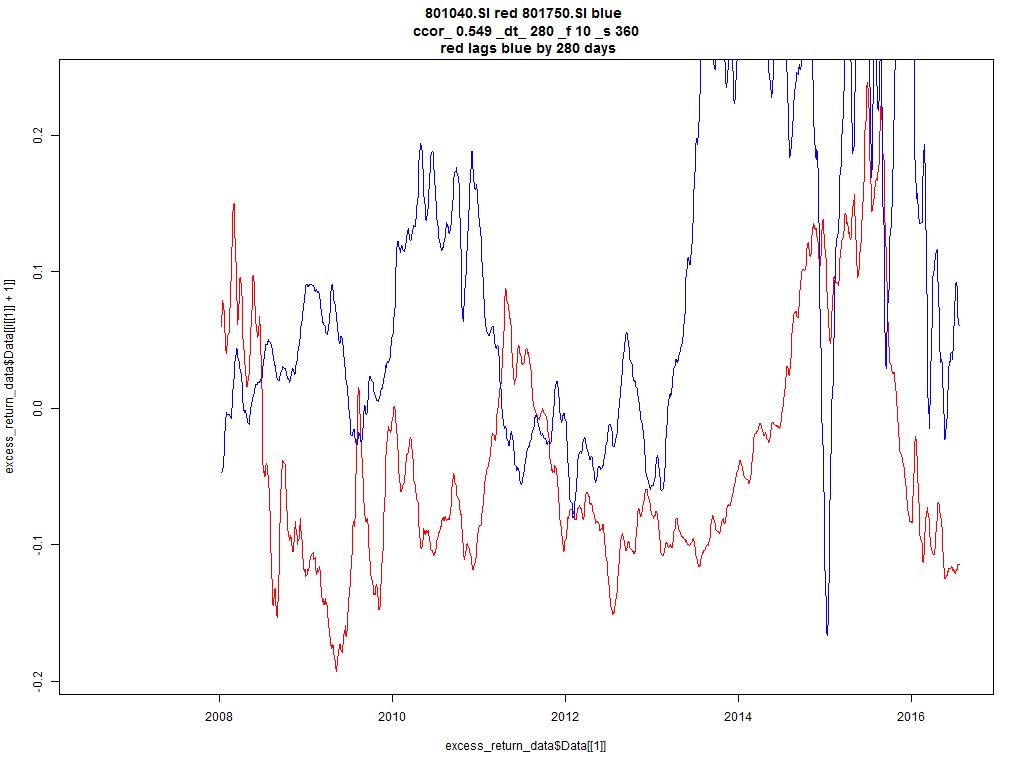 801040.SI red 801750.SI blue
ccor_ 0.549 _dt_ 280 _f 10 _s 360
red lags blue by 280 days
excess_return_data$Data[[i[[1]] + 1]]
0.2
0.1
0.0
-0.1
-0.2
2008 2010 2012 2014 2016
excess_return_data$Data[[1]]